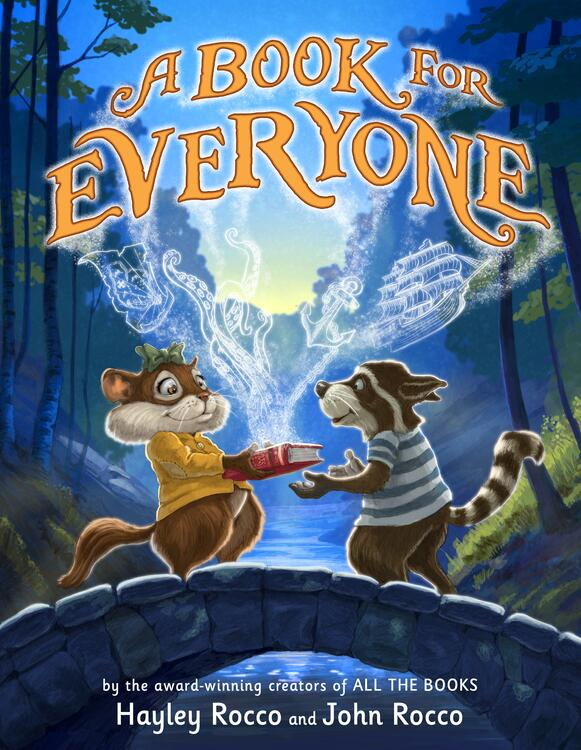 A BOOK FOR
EVERYONE
by the award-winning creators of ALL THE BOOKS
Hayley Rocco and John Rocco